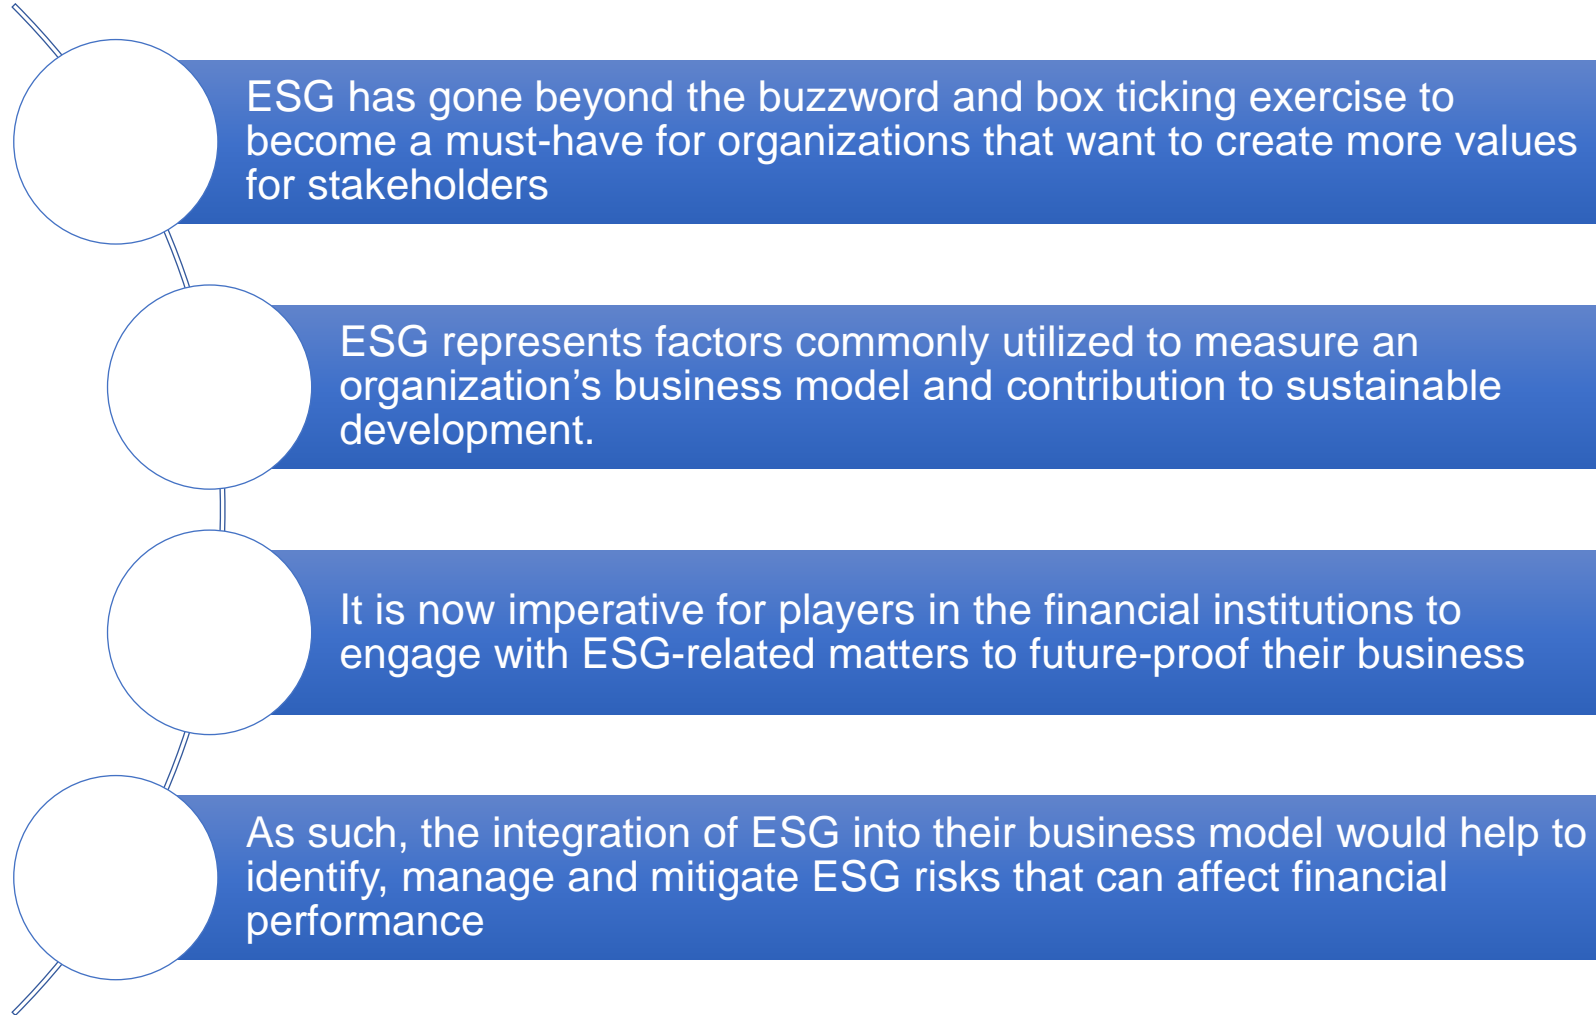 ESG has gone beyond the buzzword and box ticking exercise to
become a must-have for organizations that want to create more values
for stakeholders
ESG represents factors commonly utilized to measure an
organization’s business model and contribution to sustainable
development.
It is now imperative for players in the financial institutions to
engage with ESG-related matters to future-proof their business
As such, the integration of ESG into their business model would help to
identify, manage and mitigate ESG risks that can affect financial
performance